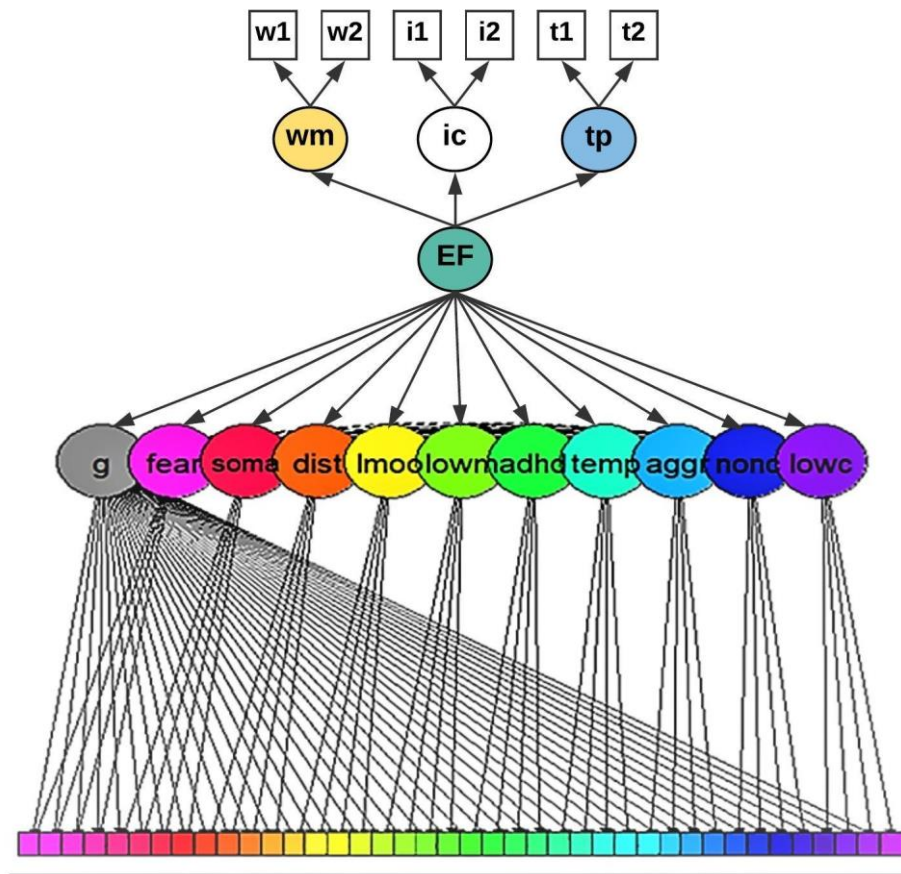 w1 w2 i1 i2 t1 t2
wm ic tp
EF
g fear soma dist lmoo lowm adhd temp aggr nonc lowc